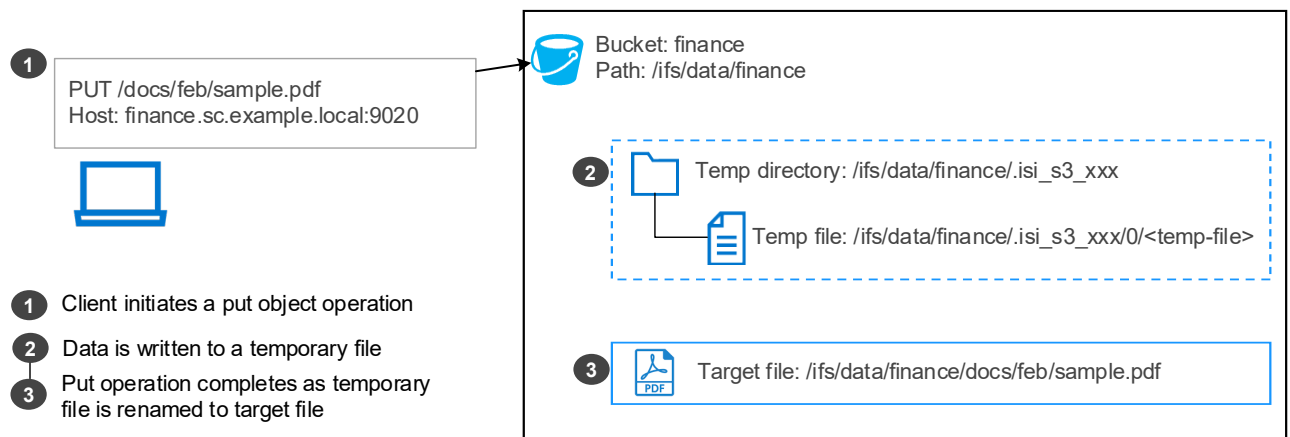 1
PUT /docs/feb/sample.pdf
Host: finance.sc.example.local:9020
Bucket: finance
Path: /ifs/data/finance
2
Temp directory: /ifs/data/finance/.isi_s3_xxx
Temp file: /ifs/data/finance/.isi_s3_xxx/0/<temp-file>
3
PDF
Target file: /ifs/data/finance/docs/feb/sample.pdf
1 Client initiates a put object operation
2 Data is written to a temporary file
3 Put operation completes as temporary
file is renamed to target file